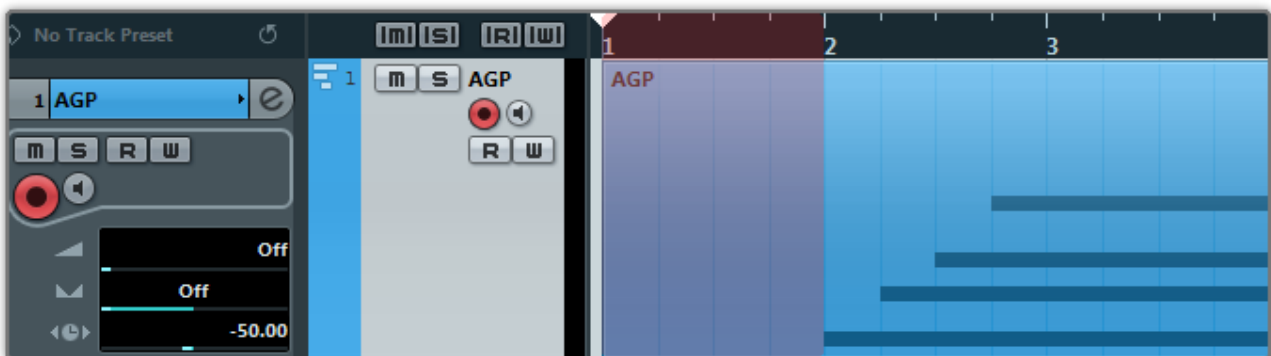 No Track Preset
M S R W
1 2 3
1 AGP
1 M S AGP
AGP
M S R W
R W
Off
Off
-50.00